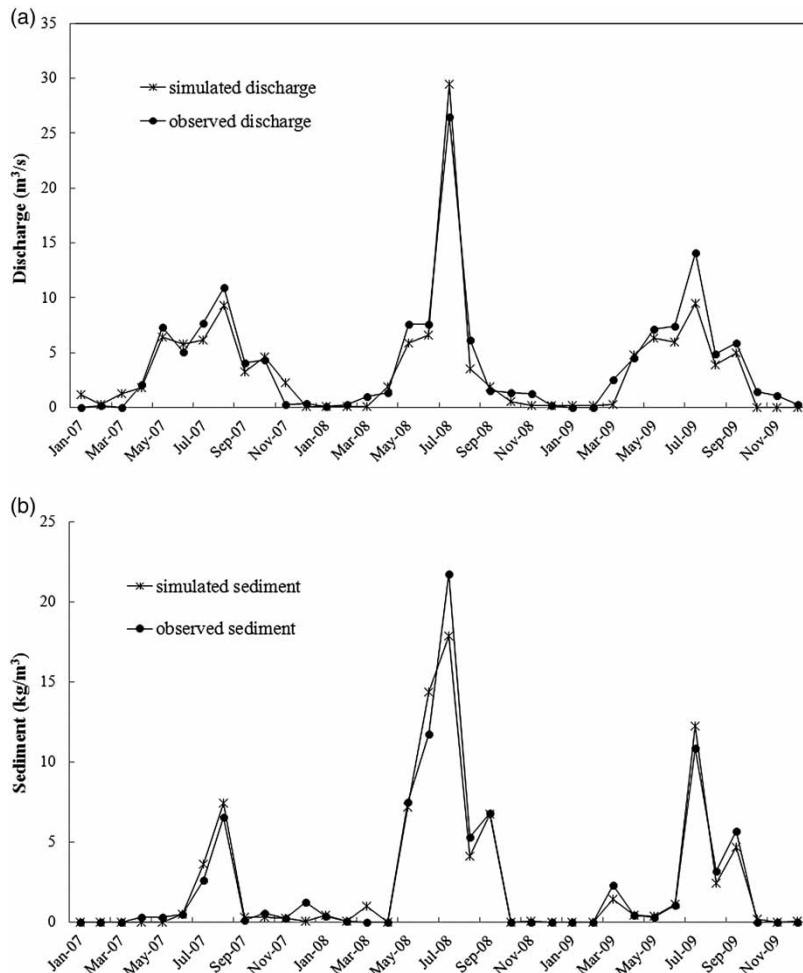 (a)
35
30
25
20
15
10
5
0
Discharge (m³/s)
simulated discharge
observed discharge
Jan-07
Mar-07
May-07
Jul-07
Sep-07
Nov-07
Jan-08
Mar-08
May-08
Jul-08
Sep-08
Nov-08
Jan-09
Mar-09
May-09
Jul-09
Sep-09
Nov-09
(b)
25
20
15
10
5
0
Sediment (kg/m³)
simulated sediment
observed sediment
Jan-07
Mar-07
May-07
Jul-07
Sep-07
Nov-07
Jan-08
Mar-08
May-08
Jul-08
Sep-08
Nov-08
Jan-09
Mar-09
May-09
Jul-09
Sep-09
Nov-09